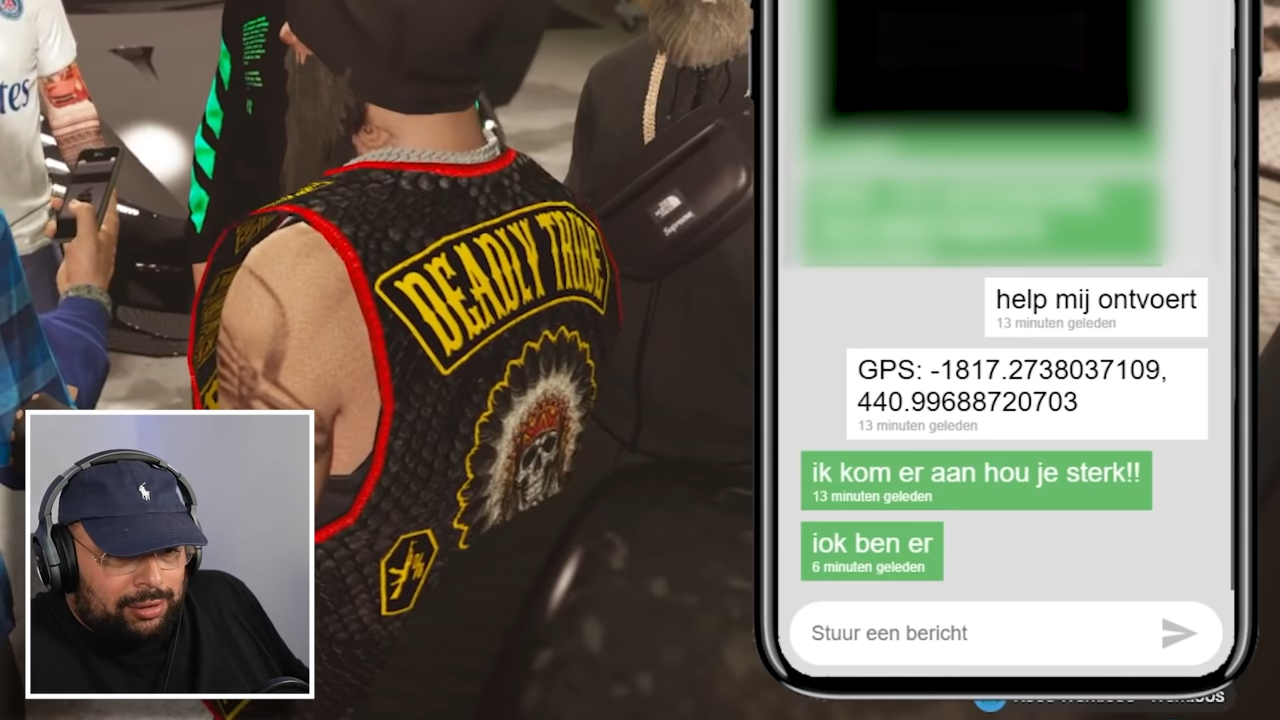 DEADLY TRIBE
help mij ontvoert
13 minuten geleden
GPS: -1817.2738037109,
440.99688720703
13 minuten geleden
ik kom er aan hou je sterk!!
13 minuten geleden
iok ben er
6 minuten geleden
Stuur een bericht
Supreme